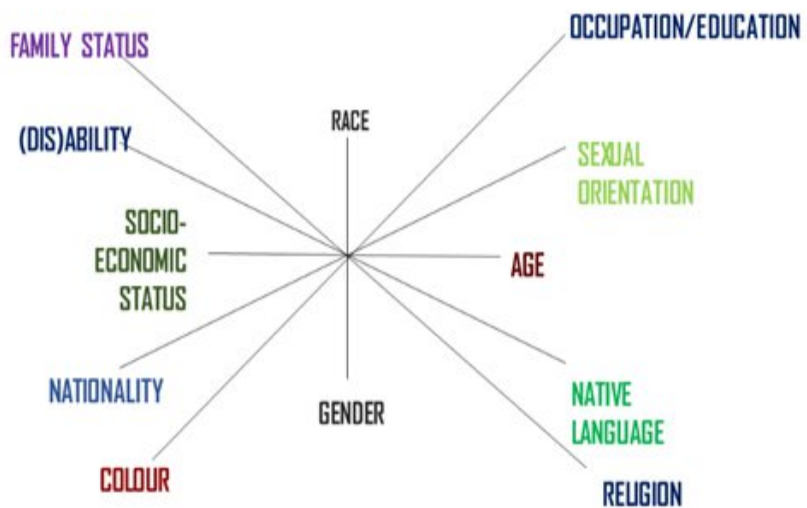 OCCUPATION/EDUCATION
FAMILY STATUS
RACE
(DIS)ABILITY
SEXUAL
ORIENTATION
SOCIO-
ECONOMIC
STATUS
AGE
NATIONALITY
GENDER
NATIVE
LANGUAGE
COLOUR
RELIGION